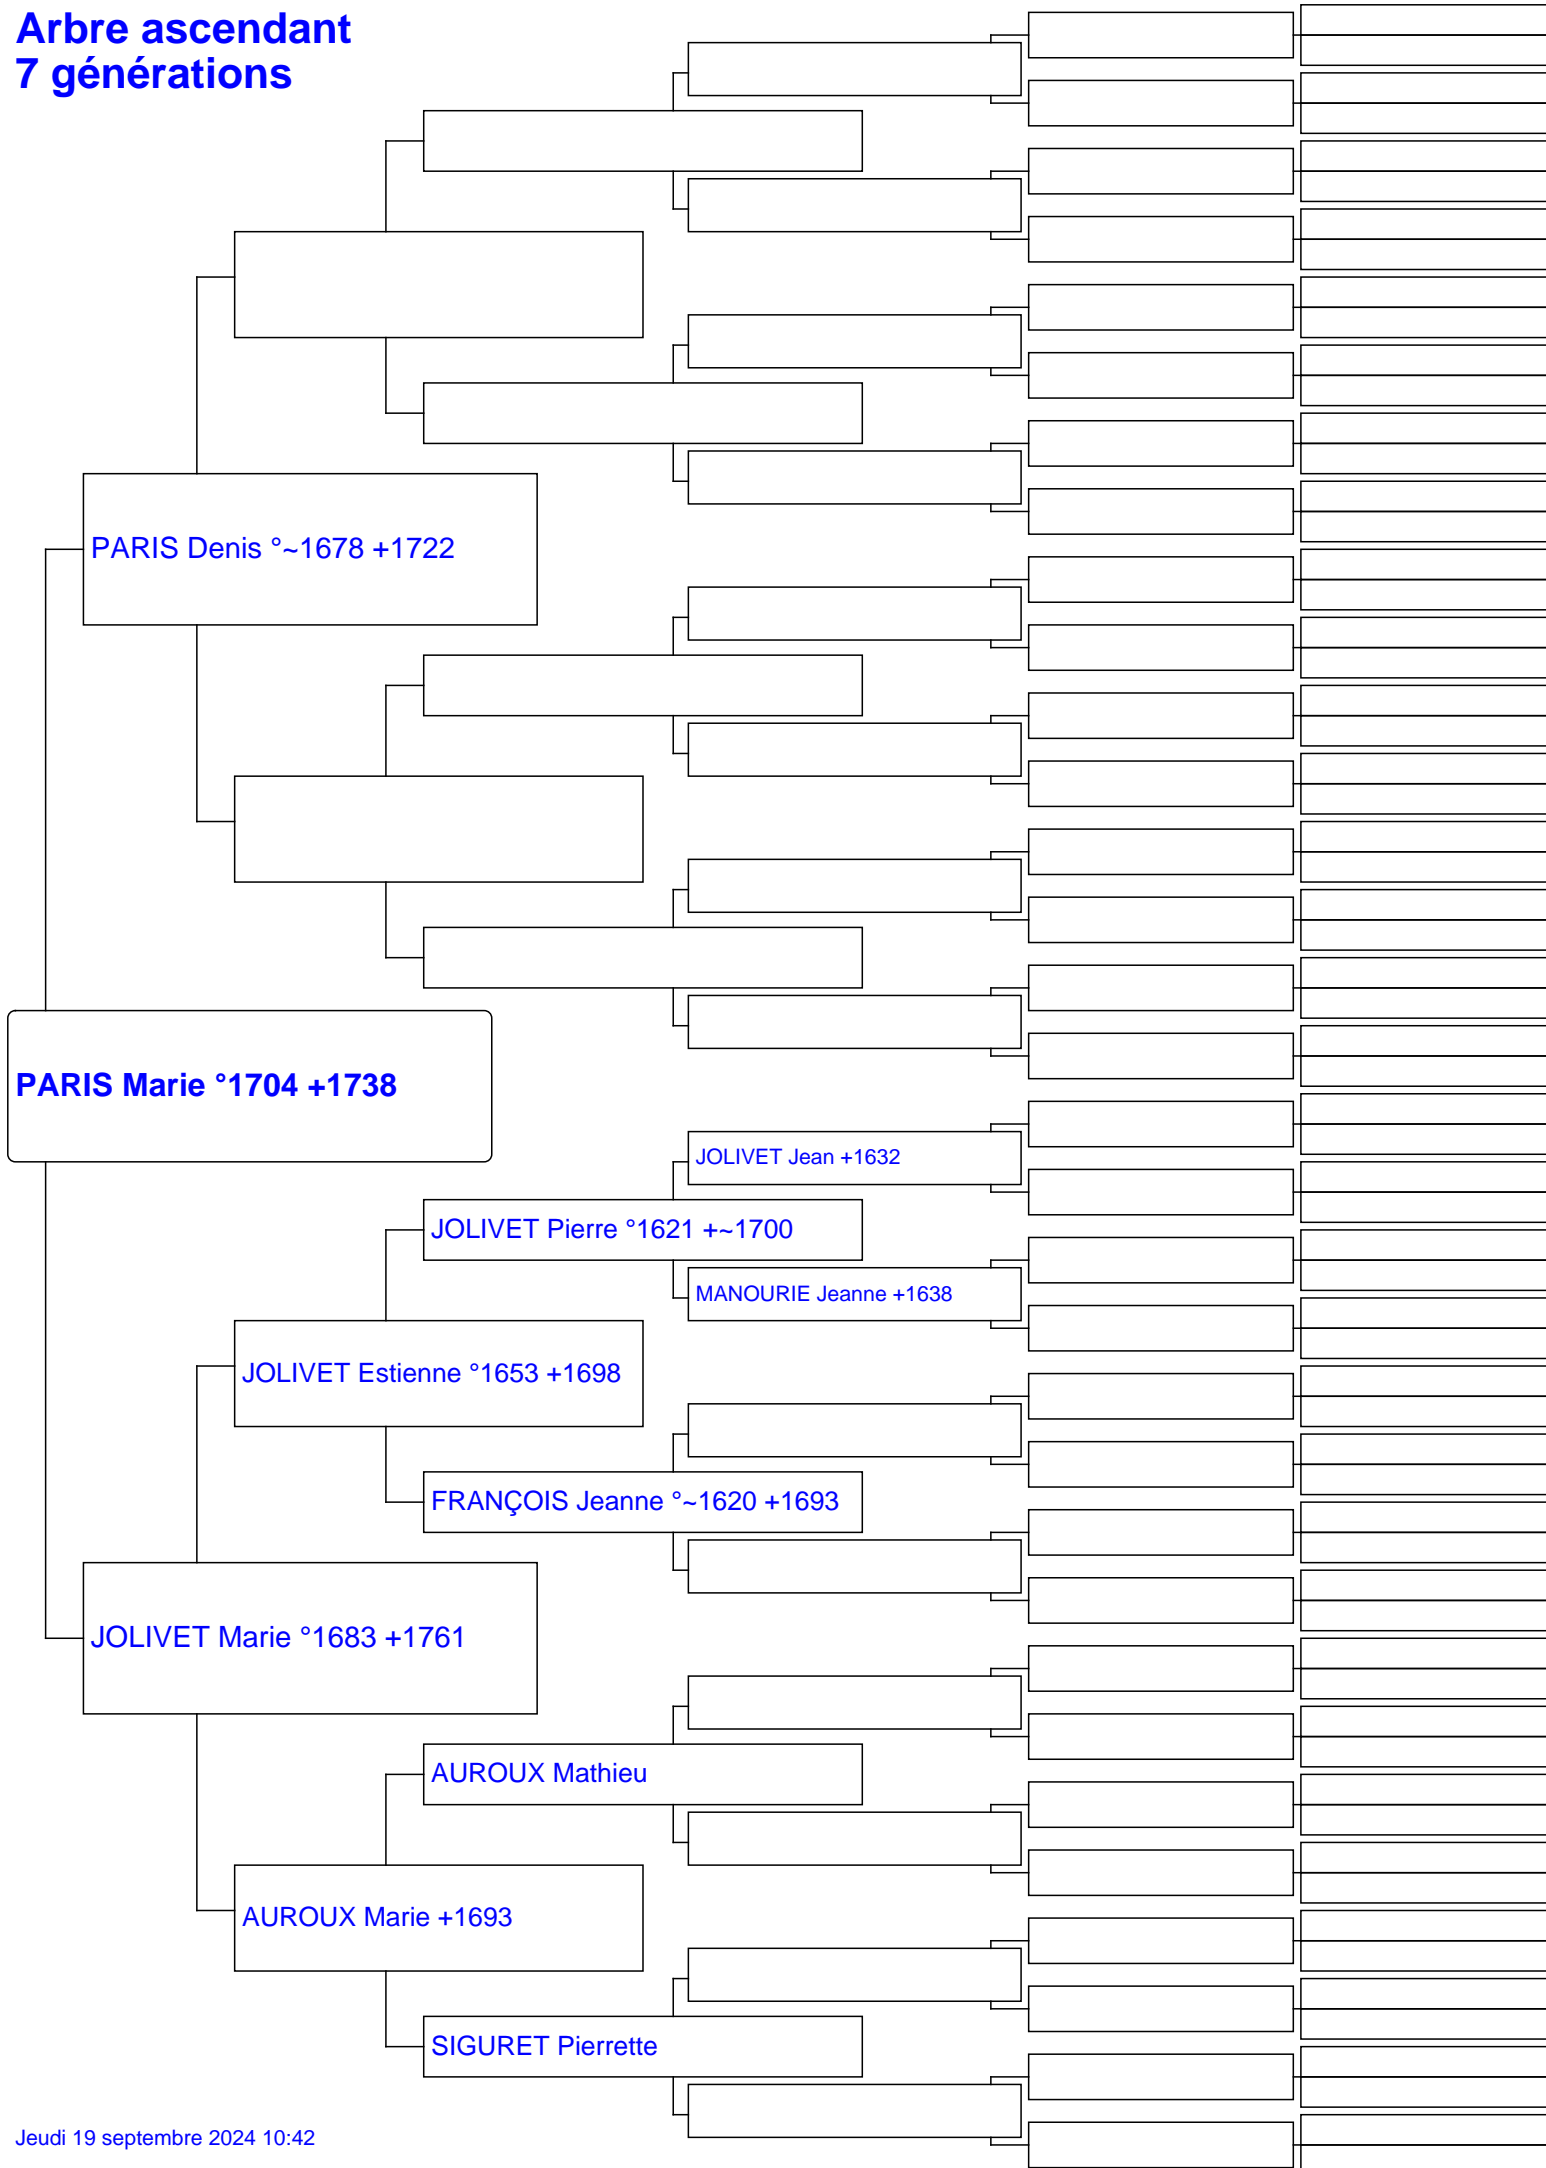 Arbre ascendant
7 générations
PARIS Denis °~1678 +1722
PARIS Marie °1704 +1738
JOLIVET Jean +1632
JOLIVET Pierre °1621 +~1700
MANOURIE Jeanne +1638
JOLIVET Estienne °1653 +1698
FRANÇOIS Jeanne °~1620 +1693
JOLIVET Marie °1683 +1761
AUROUX Mathieu
AUROUX Marie +1693
SIGURET Pierrette
Jeudi 19 septembre 2024 10:42